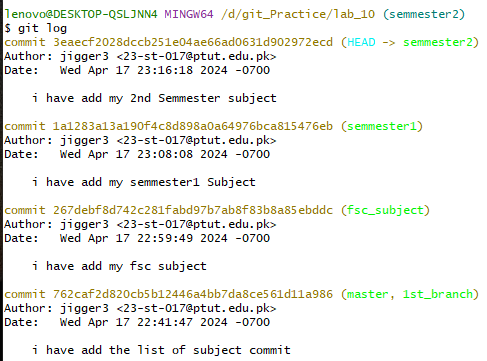 lenovo@DESKTOP-QSLJNN4 MINGW64 /d/git_Practice/lab_10 (semmester2)
$ git log
commit 3eaecf2028dccb251e04ae66ad0631d902972ecd (HEAD -> semmester2)
Author: jigger3 <23-st-017@ptut.edu.pk>
Date:   Wed Apr 17 23:16:18 2024 -0700

    i have add my 2nd Semmester subject

commit 1a1283a13a190f4c8d898a0a64976bca815476eb (semmester1)
Author: jigger3 <23-st-017@ptut.edu.pk>
Date:   Wed Apr 17 23:08:08 2024 -0700

    i have add my semmester1 Subject

commit 267debf8d742c281fabd97b7ab8f83b8a85ebddc (fsc_subject)
Author: jigger3 <23-st-017@ptut.edu.pk>
Date:   Wed Apr 17 22:59:49 2024 -0700

    i have add my fsc subject

commit 762caf2d820cb5b12446a4bb7da8ce561d11a986 (master, 1st_branch)
Author: jigger3 <23-st-017@ptut.edu.pk>
Date:   Wed Apr 17 22:41:47 2024 -0700

    i have add the list of subject commit